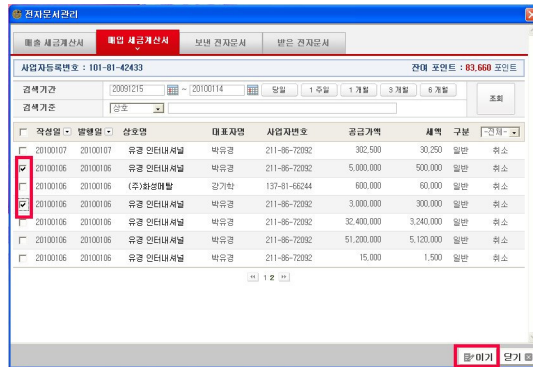 전자문서관리
매출 세금계산서 매입 세금계산서 보낸 전자문서 받은 전자문서
사업자등록번호 : 101-81-42433 잔여 포인트 : 83,660 포인트
검색기간 20091215 ~ 20100114 당일 1주일 1개월 3개월 6개월 조회
검색기준 상호
작성일 발행일 상호명 대표자명 사업자번호 공급가액 세액 구분 -전체-
20100107 20100107 유경 인터내셔널 박유경 211-86-72092 302,500 30,250 일반 취소
20100106 20100106 유경 인터내셔널 박유경 211-86-72092 5,000,000 500,000 일반 취소
20100106 20100106 (주)화성메탈 강기학 137-81-66244 600,000 60,000 일반 취소
20100106 20100106 유경 인터내셔널 박유경 211-86-72092 3,000,000 300,000 일반 취소
20100106 20100106 유경 인터내셔널 박유경 211-86-72092 32,400,000 3,240,000 일반 취소
20100106 20100106 유경 인터내셔널 박유경 211-86-72092 51,200,000 5,120,000 일반 취소
20100106 20100106 유경 인터내셔널 박유경 211-86-72092 15,000 1,500 일반 취소
1 2
닫기